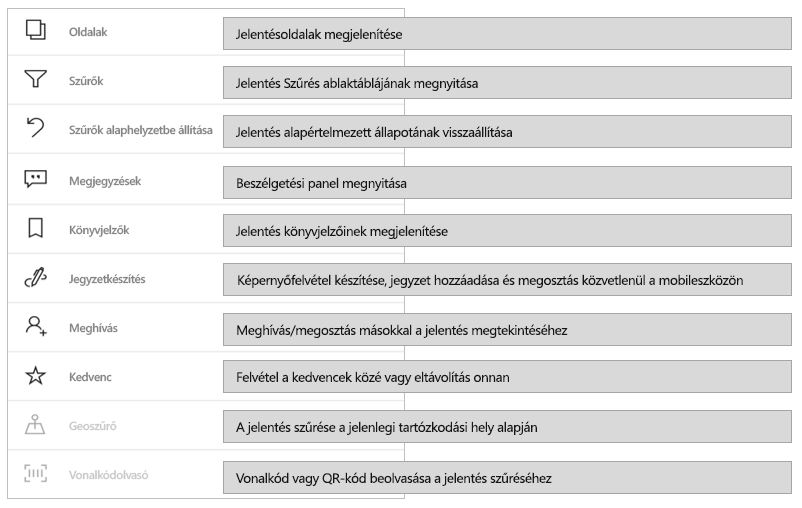 Oldalak
Jelentésoldalak megjelenítése
Szűrők
Jelentés Szűrés ablaktáblájának megnyitása
Szűrők alaphelyzetbe állítása
Jelentés alapértelmezett állapotának visszaállítása
Megjegyzések
Beszélgetési panel megnyitása
Könyvjelzők
Jelentés könyvjelzőinek megjelenítése
Jegyzetkészítés
Képernyőfelvétel készítése, jegyzet hozzáadása és megosztás közvetlenül a mobileszközön
Meghívás
Meghívás/megosztás másokkal a jelentés megtekintéséhez
Kedvenc
Felvétel a kedvencek közé vagy eltávolítás onnan
Geoszűrő
A jelentés szűrése a jelenlegi tartózkodási hely alapján
Vonalkódolvasó
Vonalkód vagy QR-kód beolvasása a jelentés szűréséhez